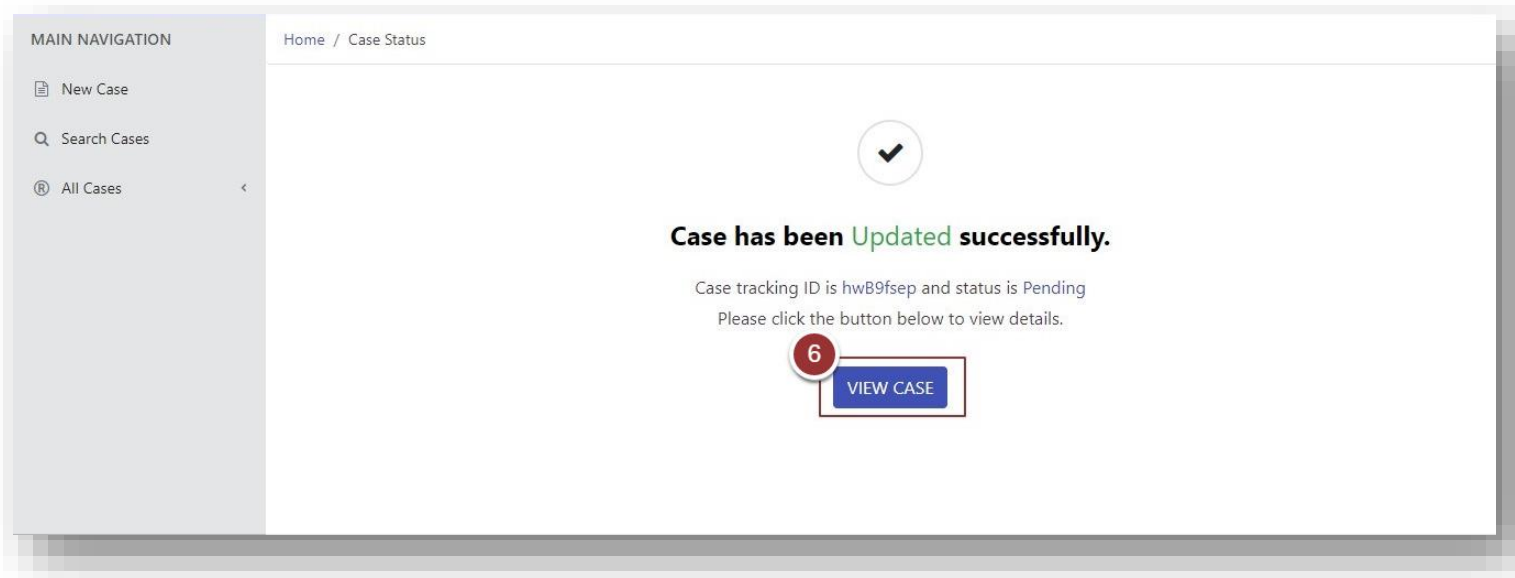 MAIN NAVIGATION
New Case
Search Cases
All Cases
Home / Case Status
Case has been Updated successfully.
Case tracking ID is hwB9fsep and status is Pending
Please click the button below to view details.
6
VIEW CASE